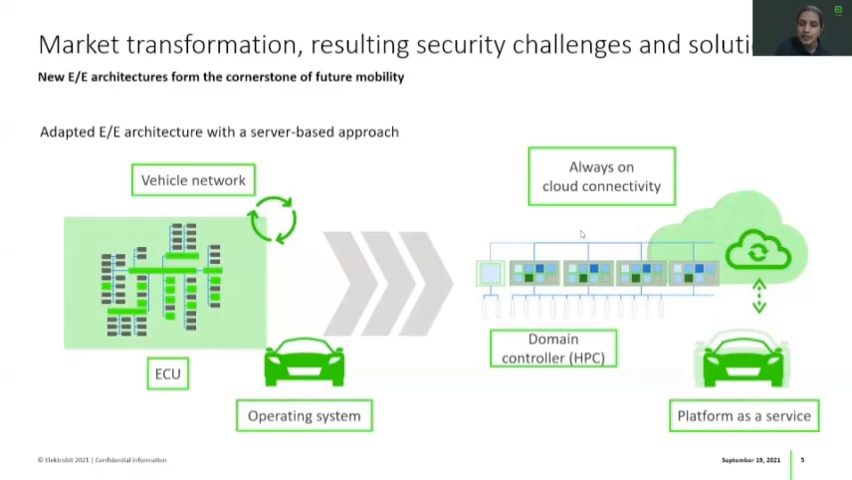 Market transformation, resulting security challenges and
New E/E architectures form the cornerstone of future mobility
Adapted E/E architecture with a server-based approach
Vehicle network
Always on
cloud connectivity
Domain
controller (HPC)
ECU
Operating system
Platform as a service
© Elektrobit 2021 | Confidential information
September 19, 2021
5